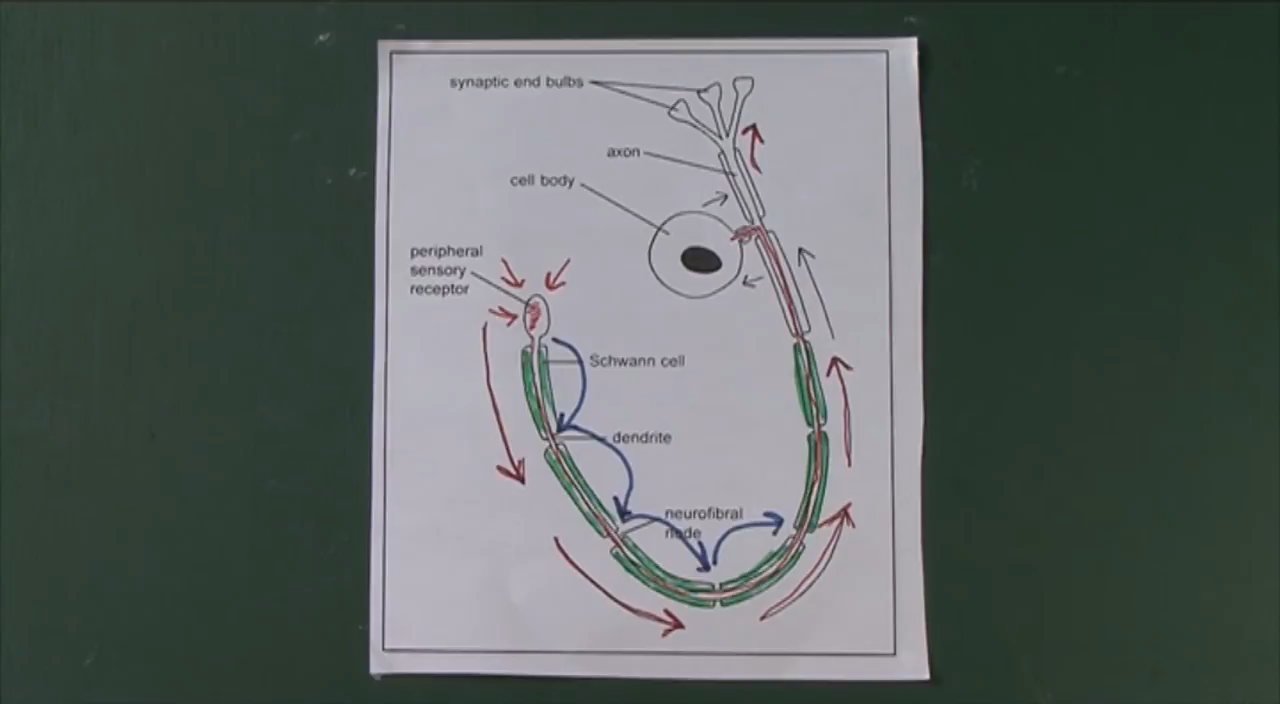 synaptic end bulbs
axon
cell body
peripheral
sensory
receptor
Schwann cell
dendrite
neurofibral
node